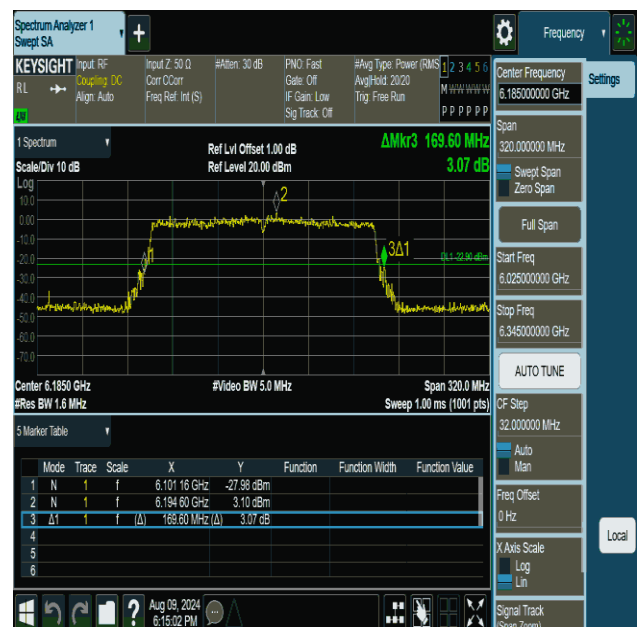 Spectrum Analyzer 1
Swept SA
Frequency
KEYSIGHT
RL
Input: RF
Coupling: DC
Align: Auto
Input Z: 50 Ω
Corr CCorr
Freq Ref: Int (S)
#Atten: 30 dB
PNO: Fast
Gate: Off
IF Gain: Low
Sig Track: Off
#Avg Type: Power (RMS
Avg|Hold: 20/20
Trig: Free Run
1 2 3 4 5 6
M W W W W W
P P P P P P
Center Frequency
6.185000000 GHz
Settings
Span
320.000000 MHz
Swept Span
Zero Span
Full Span
Start Freq
6.025000000 GHz
Stop Freq
6.345000000 GHz
AUTO TUNE
CF Step
32.000000 MHz
Auto
Man
Freq Offset
0 Hz
X Axis Scale
Log
Lin
Signal Track
(Span Zoom)
Local
1 Spectrum
Scale/Div 10 dB
Ref Lvl Offset 1.00 dB
Ref Level 20.00 dBm
ΔMkr3 169.60 MHz
3.07 dB
Log
10.0
0.00
-10.0
-20.0
-30.0
-40.0
-50.0
-60.0
-70.0
2
3Δ1
DL1 -22.90 dBm
Center 6.1850 GHz
#Video BW 5.0 MHz
Span 320.0 MHz
#Res BW 1.6 MHz
Sweep 1.00 ms (1001 pts)
5 Marker Table
Mode Trace Scale X Y Function Function Width Function Value
1 N 1 f 6.101 16 GHz -27.98 dBm
2 N 1 f 6.194 60 GHz 3.10 dBm
3 Δ1 1 f (Δ) 169.60 MHz (Δ) 3.07 dB
4
5
6
?
Aug 09, 2024
6:15:02 PM